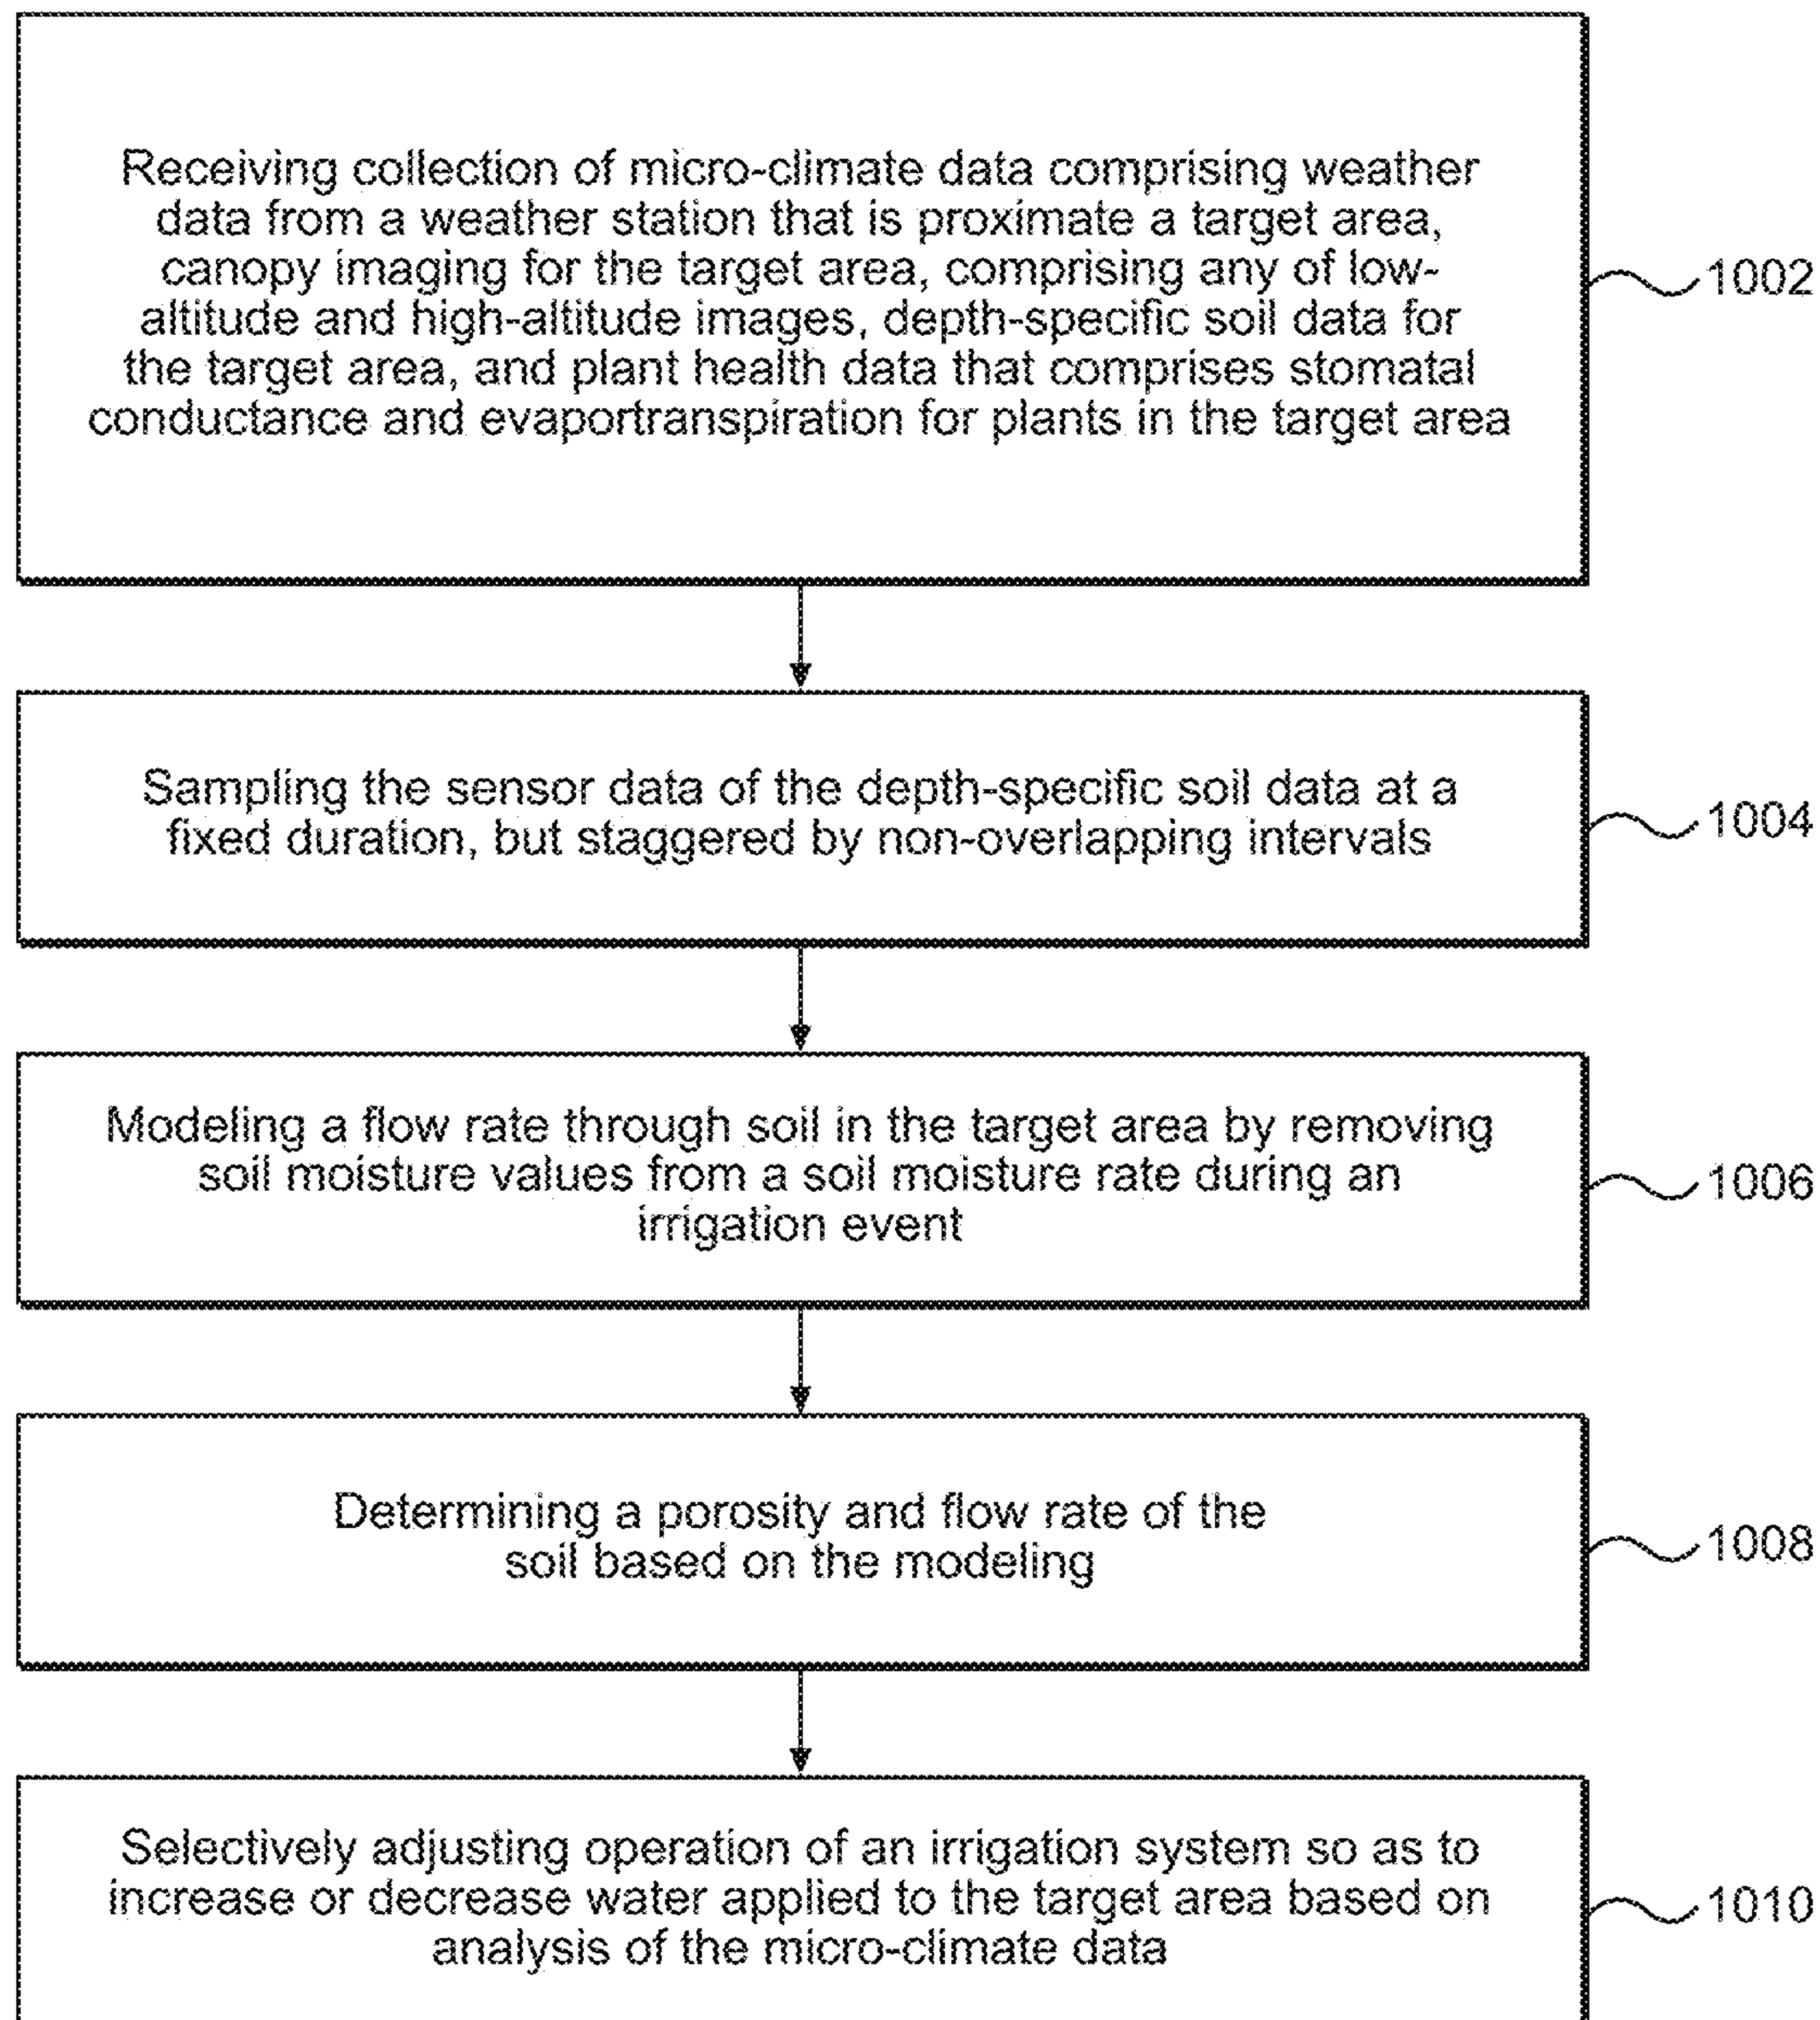 Receiving collection of micro-climate data comprising weather
data from a weather station that is proximate a target area,
canopy imaging for the target area, comprising any of low-
altitude and high-altitude images, depth-specific soil data for
the target area, and plant health data that comprises stomatal
conductance and evaportranspiration for plants in the target area
1002
Sampling the sensor data of the depth-specific soil data at a
fixed duration, but staggered by non-overlapping intervals
1004
Modeling a flow rate through soil in the target area by removing
soil moisture values from a soil moisture rate during an
irrigation event
1006
Determining a porosity and flow rate of the
soil based on the modeling
1008
Selectively adjusting operation of an irrigation system so as to
increase or decrease water applied to the target area based on
analysis of the micro-climate data
1010